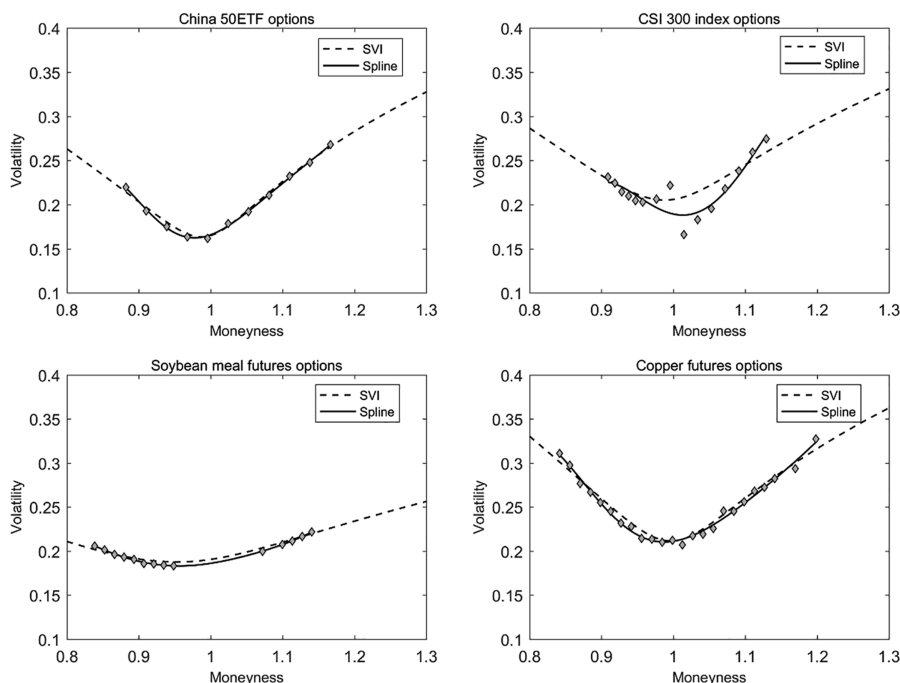 China 50ETF options
0.4
0.35
0.3
0.25
0.2
0.15
0.1
Volatility
SVI
Spline
0.8 0.9 1 1.1 1.2 1.3
Moneyness
CSI 300 index options
0.4
0.35
0.3
0.25
0.2
0.15
0.1
Volatility
SVI
Spline
0.8 0.9 1 1.1 1.2 1.3
Moneyness
Soybean meal futures options
0.4
0.35
0.3
0.25
0.2
0.15
0.1
Volatility
SVI
Spline
0.8 0.9 1 1.1 1.2 1.3
Moneyness
Copper futures options
0.4
0.35
0.3
0.25
0.2
0.15
0.1
Volatility
SVI
Spline
0.8 0.9 1 1.1 1.2 1.3
Moneyness